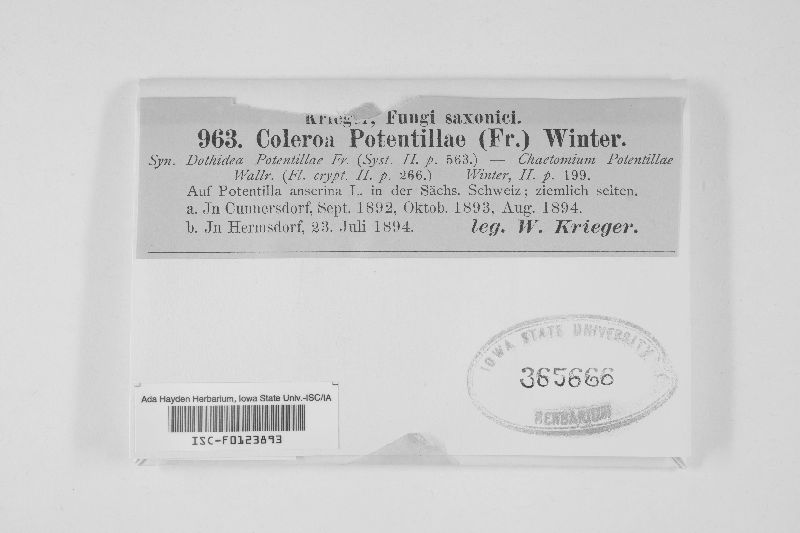 Krieger, Fungi saxonici.
963. Coleroa Potentillae (Fr.) Winter.
Syn. Dothidea Potentillae Fr. (Syst. II. p. 563.) — Chaetomium Potentillae
Wallr. (Fl. crypt. II. p. 266.) Winter, II. p. 199.
Auf Potentilla anserina L. in der Sächs. Schweiz; ziemlich selten.
a. Jn Cunnersdorf, Sept. 1892, Oktob. 1893, Aug. 1894.
b. Jn Hermsdorf, 23. Juli 1894. leg. W. Krieger.
IOWA STATE UNIVERSITY
365666
HERBARIUM
Ada Hayden Herbarium, Iowa State Univ.-ISC/IA
ISC-F0123893